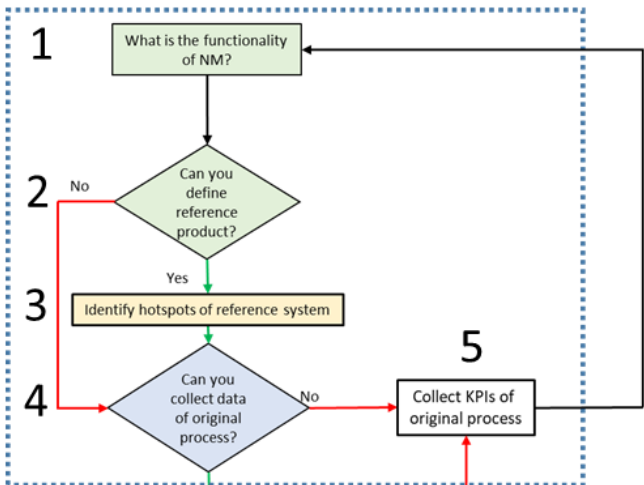 1
What is the functionality
of NM?
2
No
Can you
define
reference
product?
Yes
3
Identify hotspots of reference system
4
Can you
collect data
of original
process?
No
5
Collect KPIs of
original process